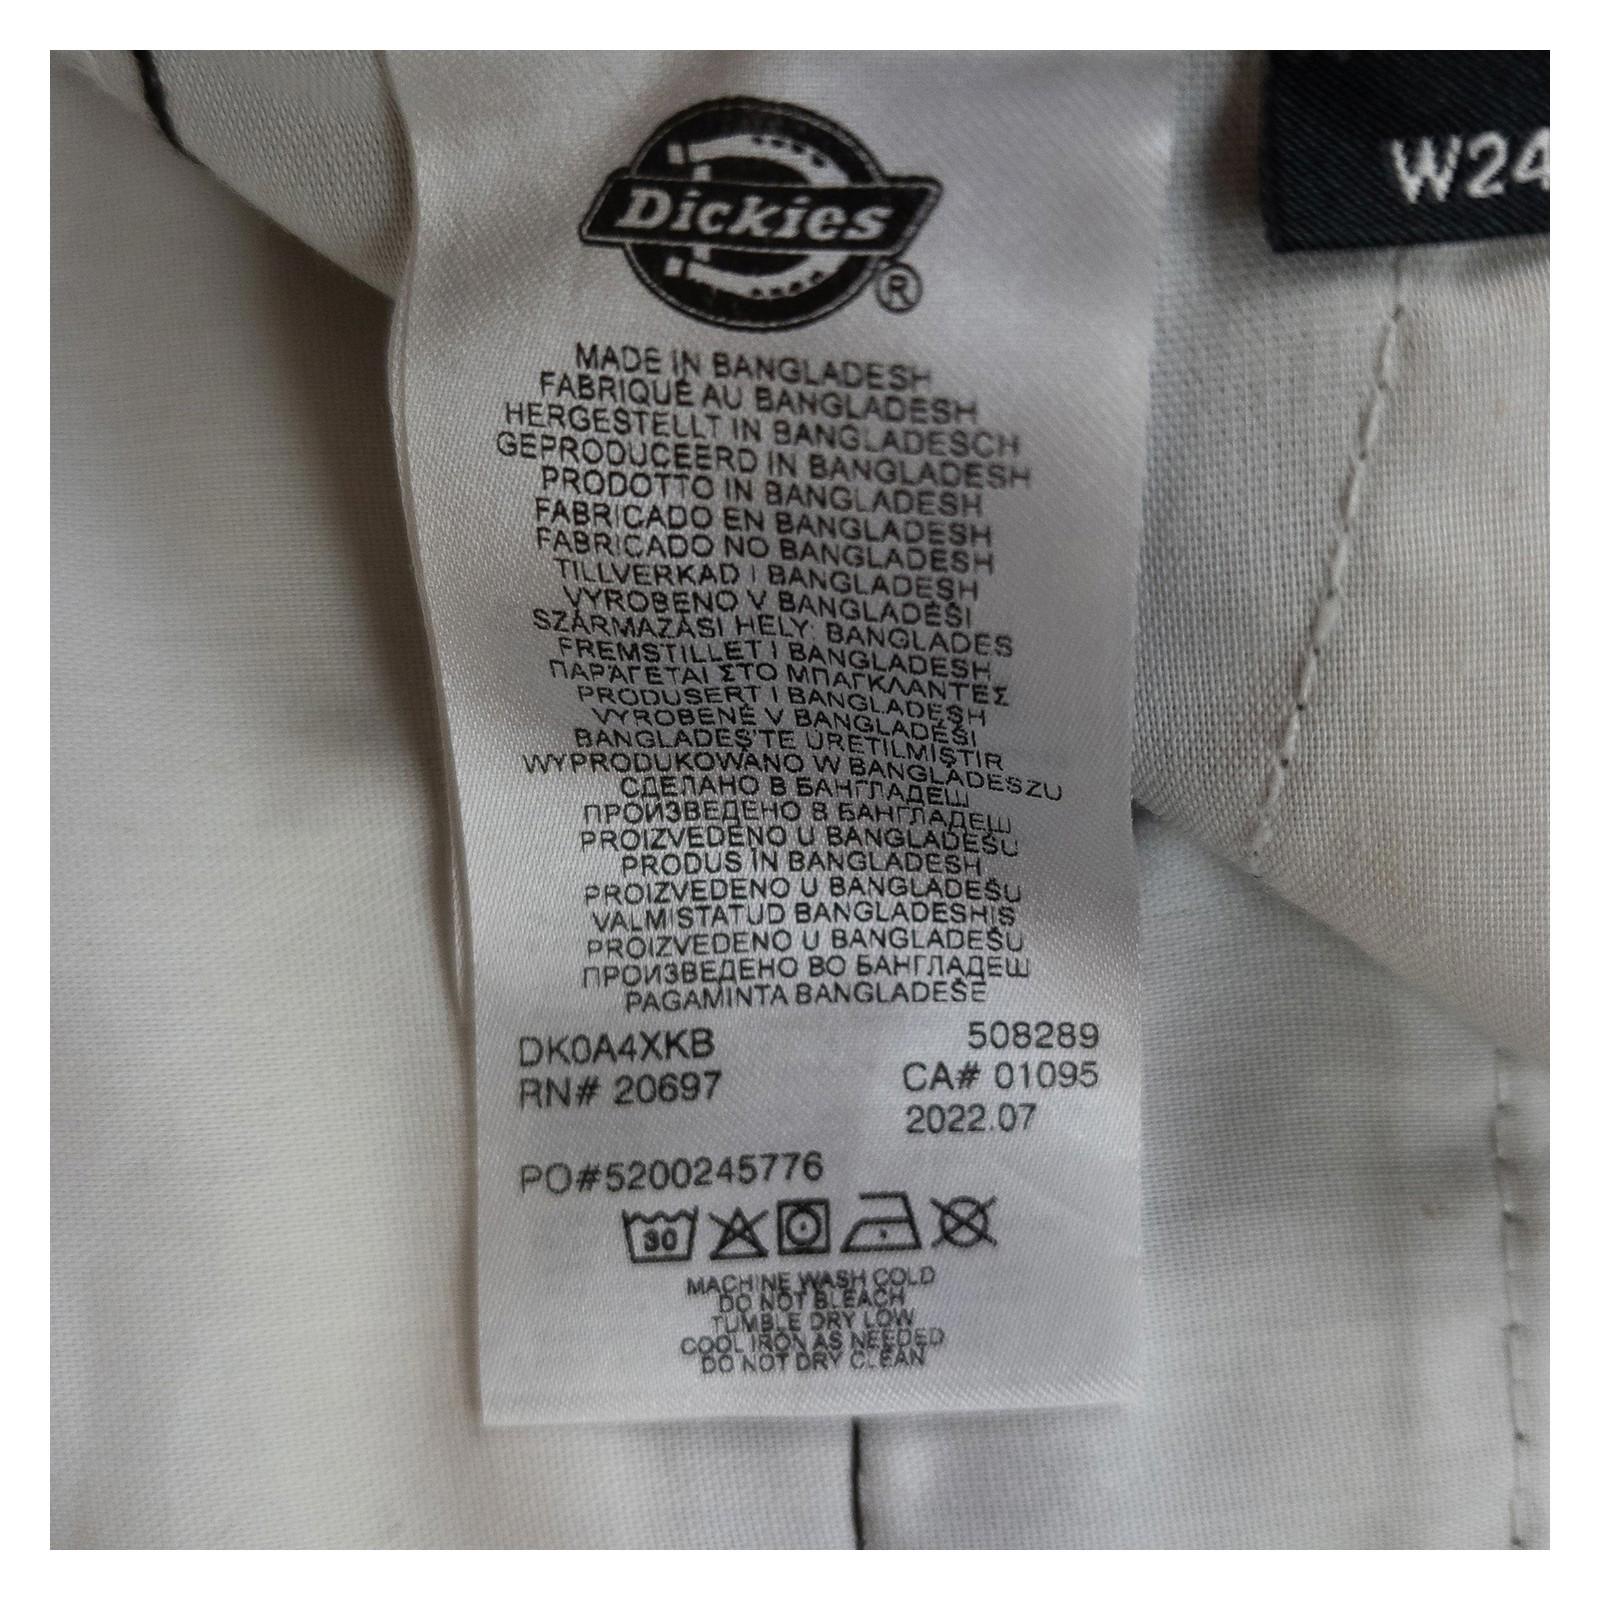 Dickies
®
W24
MADE IN BANGLADESH
FABRIQUÉ AU BANGLADESH
HERGESTELLT IN BANGLADESCH
GEPRODUCEERD IN BANGLADESH
PRODOTTO IN BANGLADESH
FABRICADO EN BANGLADESH
FABRICADO NO BANGLADESH
TILLVERKAD I BANGLADESH
VYROBENO V BANGLADÉŠI
SZÁRMAZÁSI HELY: BANGLADES
FREMSTILLET I BANGLADESH
ΠΑΡΆΓΕΤΑΙ ΣΤΟ ΜΠΑΓΚΛΑΝΤΕΣ
PRODUSERT I BANGLADESH
VYROBENÉ V BANGLADÉŠI
BANGLADEŞ'TE ÜRETİLMİŞTİR
WYPRODUKOWANO W BANGLADESZU
СДЕЛАНО В БАНГЛАДЕШ
ПРОИЗВЕДЕНО В БАНГЛАДЕШ
PROIZVEDENO U BANGLADEŠU
PRODUS ÎN BANGLADESH
PROIZVEDENO U BANGLADEŠU
VALMISTATUD BANGLADESHIS
PROIZVEDENO U BANGLADEŠU
ПРОИЗВЕДЕНО ВО БАНГЛАДЕШ
PAGAMINTA BANGLADEŠE
DK0A4XKB 508289
RN# 20697 CA# 01095
2022.07
PO#5200245776
30
MACHINE WASH COLD
DO NOT BLEACH
TUMBLE DRY LOW
COOL IRON AS NEEDED
DO NOT DRY CLEAN